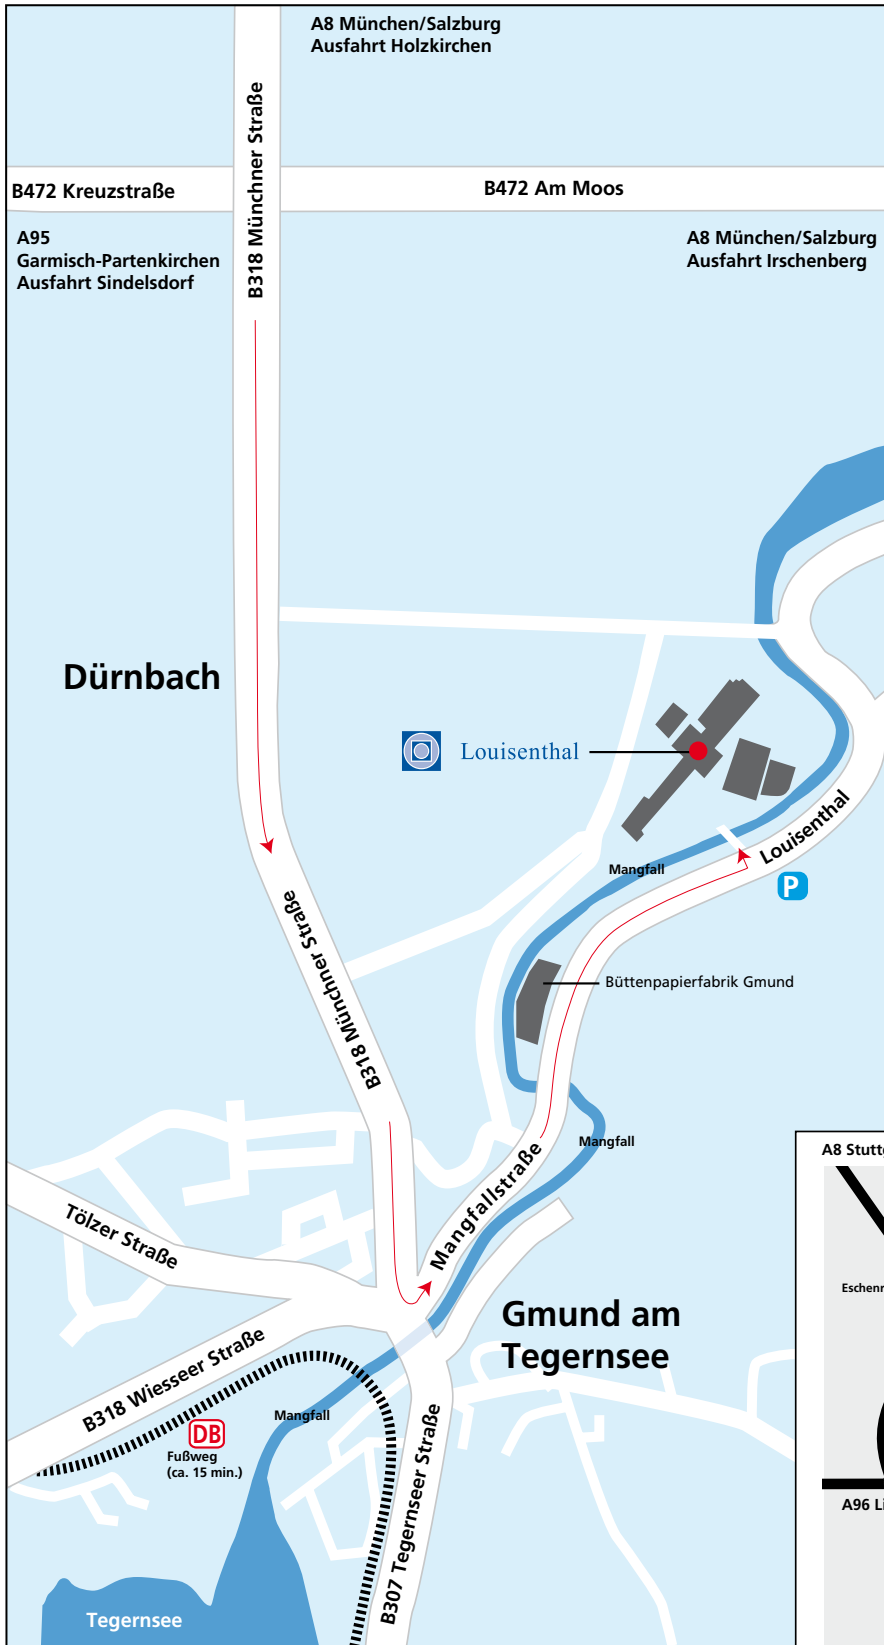 A8 München/Salzburg
Ausfahrt Holzkirchen
B318 Münchner Straße
B472 Kreuzstraße
B472 Am Moos
A95
Garmisch-Partenkirchen
Ausfahrt Sindelsdorf
A8 München/Salzburg
Ausfahrt Irschenberg
Dürnbach
Louisenthal
Louisenthal
Mangfall
P
B318 Münchner Straße
Büttenpapierfabrik Gmund
Mangfall
Mangfallstraße
A8 Stuttg
Tölzer Straße
Eschenr
Gmund am
Tegernsee
B318 Wiesseer Straße
Mangfall
DB
Fußweg
(ca. 15 min.)
B307 Tegernseer Straße
A96 Li
Tegernsee